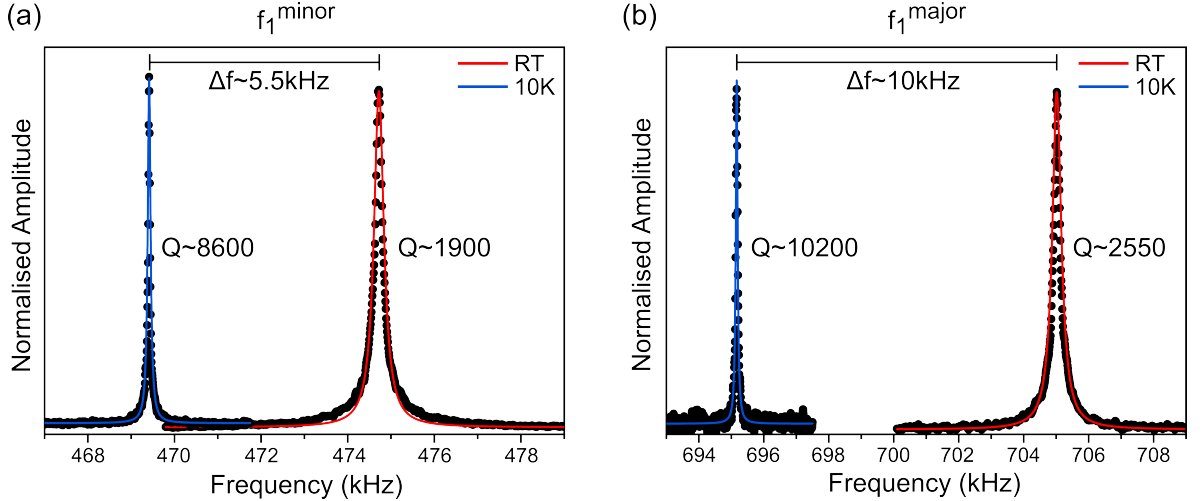 (a)
f₁ᵐⁱⁿᵒʳ
Δf~5.5kHz
RT
10K
Q~8600
Q~1900
Normalised Amplitude
468 470 472 474 476 478
Frequency (kHz)
(b)
f₁ᵐᵃʲᵒʳ
Δf~10kHz
RT
10K
Q~10200
Q~2550
Normalised Amplitude
694 696 698 700 702 704 706 708
Frequency (kHz)